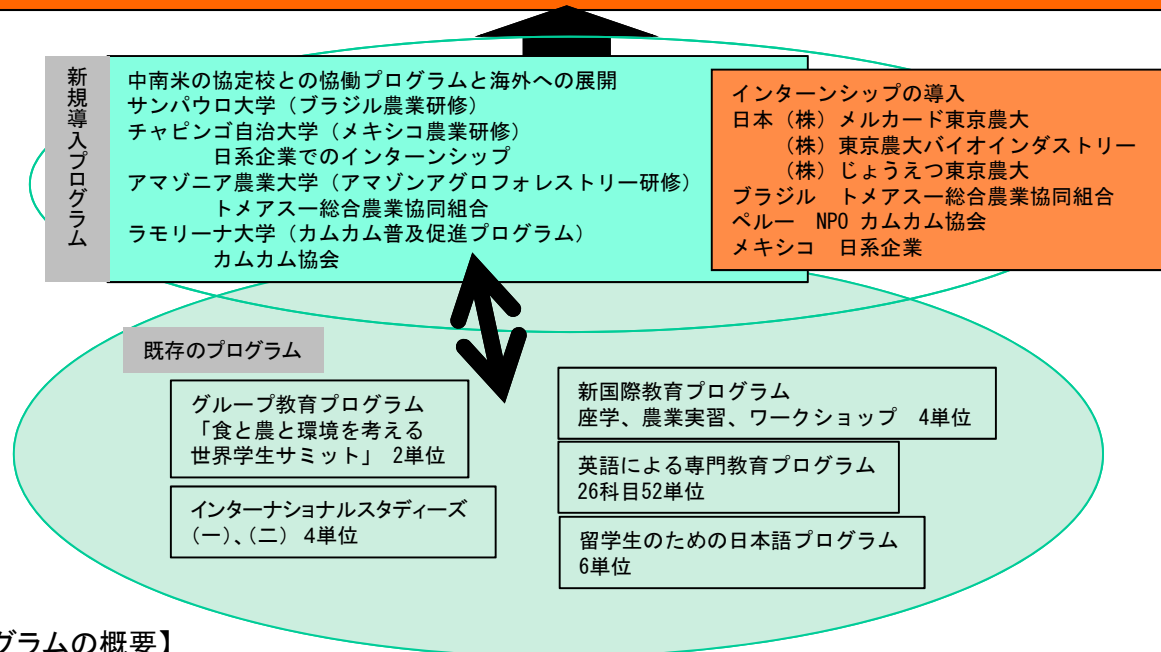 新規導入プログラム
中南米の協定校との協働プログラムと海外への展開
サンパウロ大学（ブラジル農業研修）
チャピンゴ自治大学（メキシコ農業研修）
日系企業でのインターンシップ
アマゾニア農業大学（アマゾンアグロフォレストリー研修）
トメアスー総合農業協同組合
ラモリーナ大学（カムカム普及促進プログラム）
カムカム協会
インターンシップの導入
日本（株）メルカード東京農大
（株）東京農大バイオインダストリー
（株）じょうえつ東京農大
ブラジル　トメアスー総合農業協同組合
ペルー　NPO カムカム協会
メキシコ　日系企業
既存のプログラム
グループ教育プログラム
「食と農と環境を考える
世界学生サミット」 2単位
インターナショナルスタディーズ
（一）、（二） 4単位
新国際教育プログラム
座学、農業実習、ワークショップ　4単位
英語による専門教育プログラム
26科目52単位
留学生のための日本語プログラム
6単位
グラムの概要】